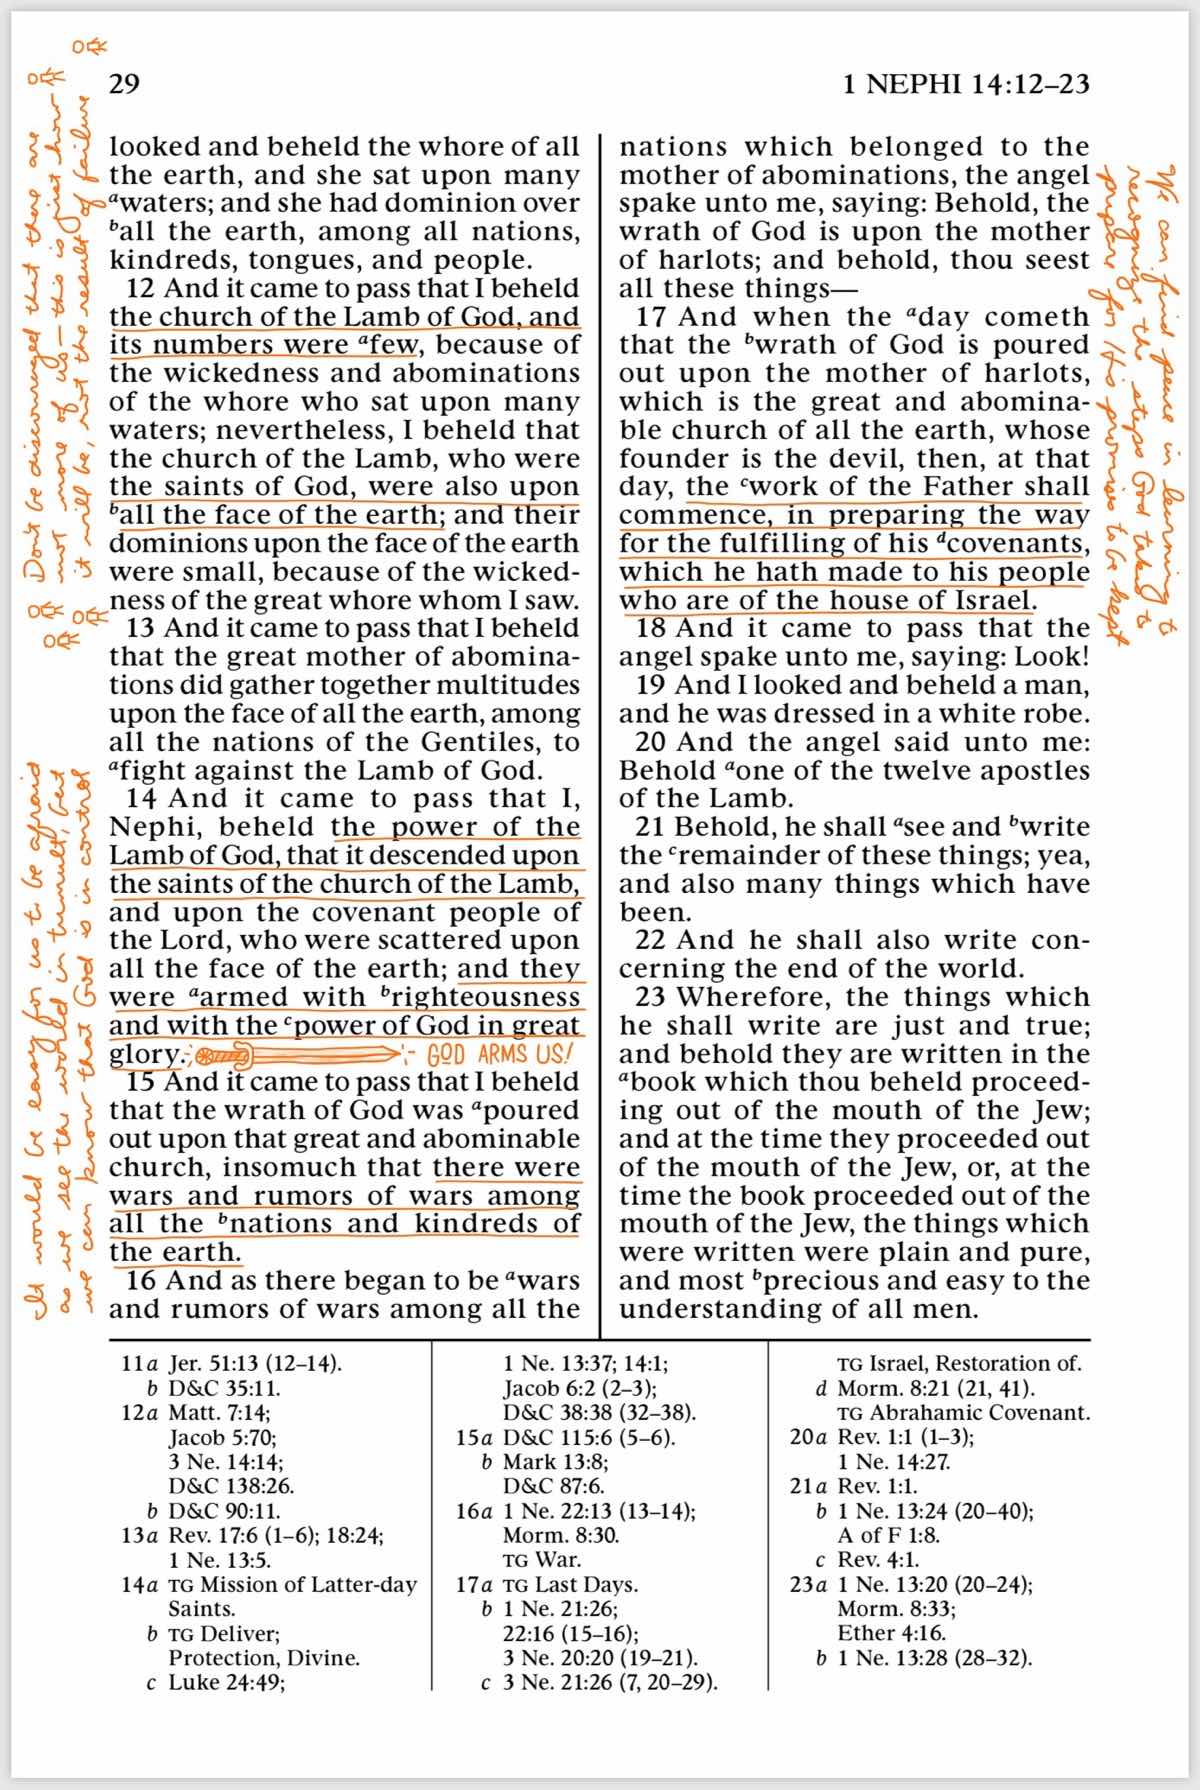 29
1 NEPHI 14:12–23
Don't be discouraged that there are
not more of us – this is just how
it will be, not the result of failure
looked and beheld the whore of all
the earth, and she sat upon many
ᵃwaters; and she had dominion over
ᵇall the earth, among all nations,
kindreds, tongues, and people.
12 And it came to pass that I beheld
the church of the Lamb of God, and
its numbers were ᵃfew, because of
the wickedness and abominations
of the whore who sat upon many
waters; nevertheless, I beheld that
the church of the Lamb, who were
the saints of God, were also upon
ᵇall the face of the earth; and their
dominions upon the face of the earth
were small, because of the wicked-
ness of the great whore whom I saw.
13 And it came to pass that I beheld
that the great mother of abomina-
tions did gather together multitudes
upon the face of all the earth, among
all the nations of the Gentiles, to
ᵃfight against the Lamb of God.
14 And it came to pass that I,
Nephi, beheld the power of the
Lamb of God, that it descended upon
the saints of the church of the Lamb,
and upon the covenant people of
the Lord, who were scattered upon
all the face of the earth; and they
were ᵃarmed with ᵇrighteousness
and with the ᶜpower of God in great
glory. GOD ARMS US!
15 And it came to pass that I beheld
that the wrath of God was ᵃpoured
out upon that great and abominable
church, insomuch that there were
wars and rumors of wars among
all the ᵇnations and kindreds of
the earth.
16 And as there began to be ᵃwars
and rumors of wars among all the
It would be easy for us to be afraid
as we see the world in tumult, but
we can know that God is in control
nations which belonged to the
mother of abominations, the angel
spake unto me, saying: Behold, the
wrath of God is upon the mother
of harlots; and behold, thou seest
all these things—
17 And when the ᵃday cometh
that the ᵇwrath of God is poured
out upon the mother of harlots,
which is the great and abomina-
ble church of all the earth, whose
founder is the devil, then, at that
day, the ᶜwork of the Father shall
commence, in preparing the way
for the fulfilling of his ᵈcovenants,
which he hath made to his people
who are of the house of Israel.
18 And it came to pass that the
angel spake unto me, saying: Look!
19 And I looked and beheld a man,
and he was dressed in a white robe.
20 And the angel said unto me:
Behold ᵃone of the twelve apostles
of the Lamb.
21 Behold, he shall ᵃsee and ᵇwrite
the ᶜremainder of these things; yea,
and also many things which have
been.
22 And he shall also write con-
cerning the end of the world.
23 Wherefore, the things which
he shall write are just and true;
and behold they are written in the
ᵃbook which thou beheld proceed-
ing out of the mouth of the Jew;
and at the time they proceeded out
of the mouth of the Jew, or, at the
time the book proceeded out of the
mouth of the Jew, the things which
were written were plain and pure,
and most ᵇprecious and easy to the
understanding of all men.
We can find peace in learning to
recognize the steps God takes to
prepare for His promises to be kept
11a Jer. 51:13 (12–14).
b D&C 35:11.
12a Matt. 7:14;
Jacob 5:70;
3 Ne. 14:14;
D&C 138:26.
b D&C 90:11.
13a Rev. 17:6 (1–6); 18:24;
1 Ne. 13:5.
14a TG Mission of Latter-day
Saints.
b TG Deliver;
Protection, Divine.
c Luke 24:49;
1 Ne. 13:37; 14:1;
Jacob 6:2 (2–3);
D&C 38:38 (32–38).
15a D&C 115:6 (5–6).
b Mark 13:8;
D&C 87:6.
16a 1 Ne. 22:13 (13–14);
Morm. 8:30.
TG War.
17a TG Last Days.
b 1 Ne. 21:26;
22:16 (15–16);
3 Ne. 20:20 (19–21).
c 3 Ne. 21:26 (7, 20–29).
TG Israel, Restoration of.
d Morm. 8:21 (21, 41).
TG Abrahamic Covenant.
20a Rev. 1:1 (1–3);
1 Ne. 14:27.
21a Rev. 1:1.
b 1 Ne. 13:24 (20–40);
A of F 1:8.
c Rev. 4:1.
23a 1 Ne. 13:20 (20–24);
Morm. 8:33;
Ether 4:16.
b 1 Ne. 13:28 (28–32).